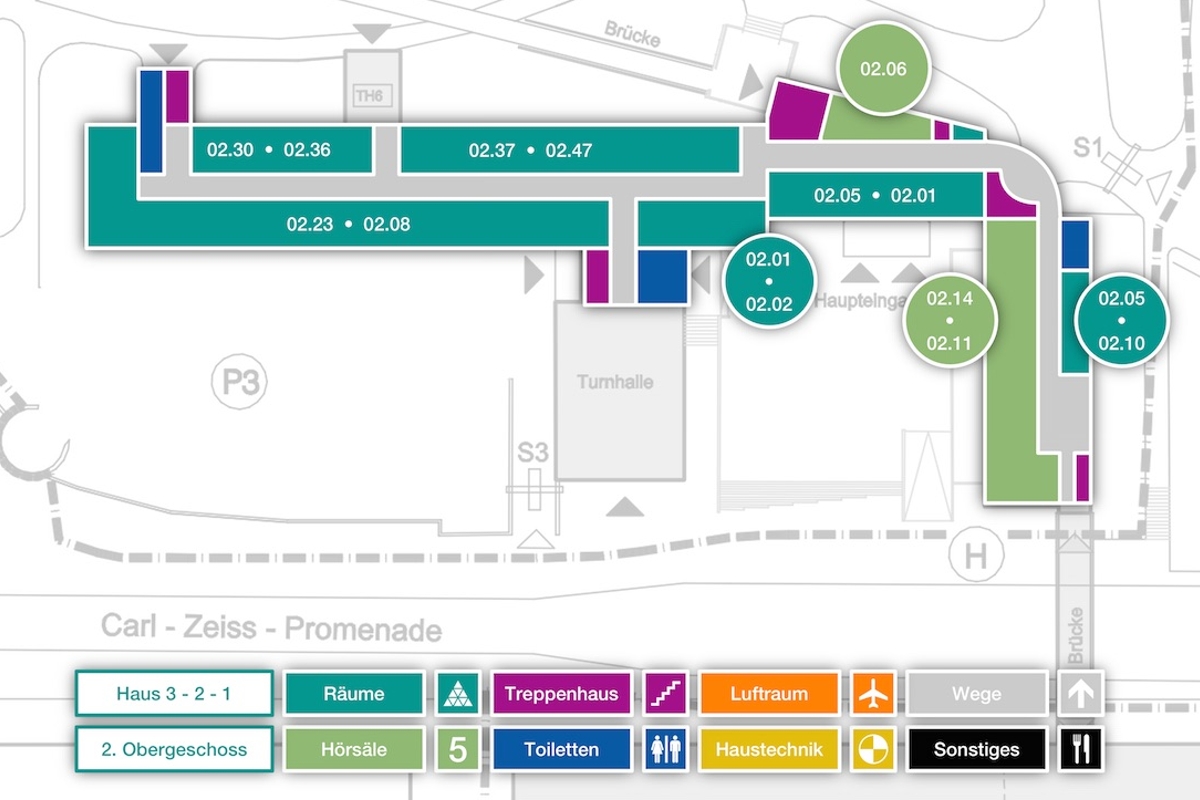 Brücke
02.06
TH6
S1
02.30 • 02.36
02.37 • 02.47
02.05 • 02.01
02.23 • 02.08
02.01
•
02.02
Haupteinga
02.14
•
02.11
02.05
•
02.10
P3
Turnhalle
S3
H
Carl - Zeiss - Promenade
Brücke
Haus 3 - 2 - 1
Räume
Treppenhaus
Luftraum
Wege
2. Obergeschoss
Hörsäle
5
Toiletten
Haustechnik
Sonstiges